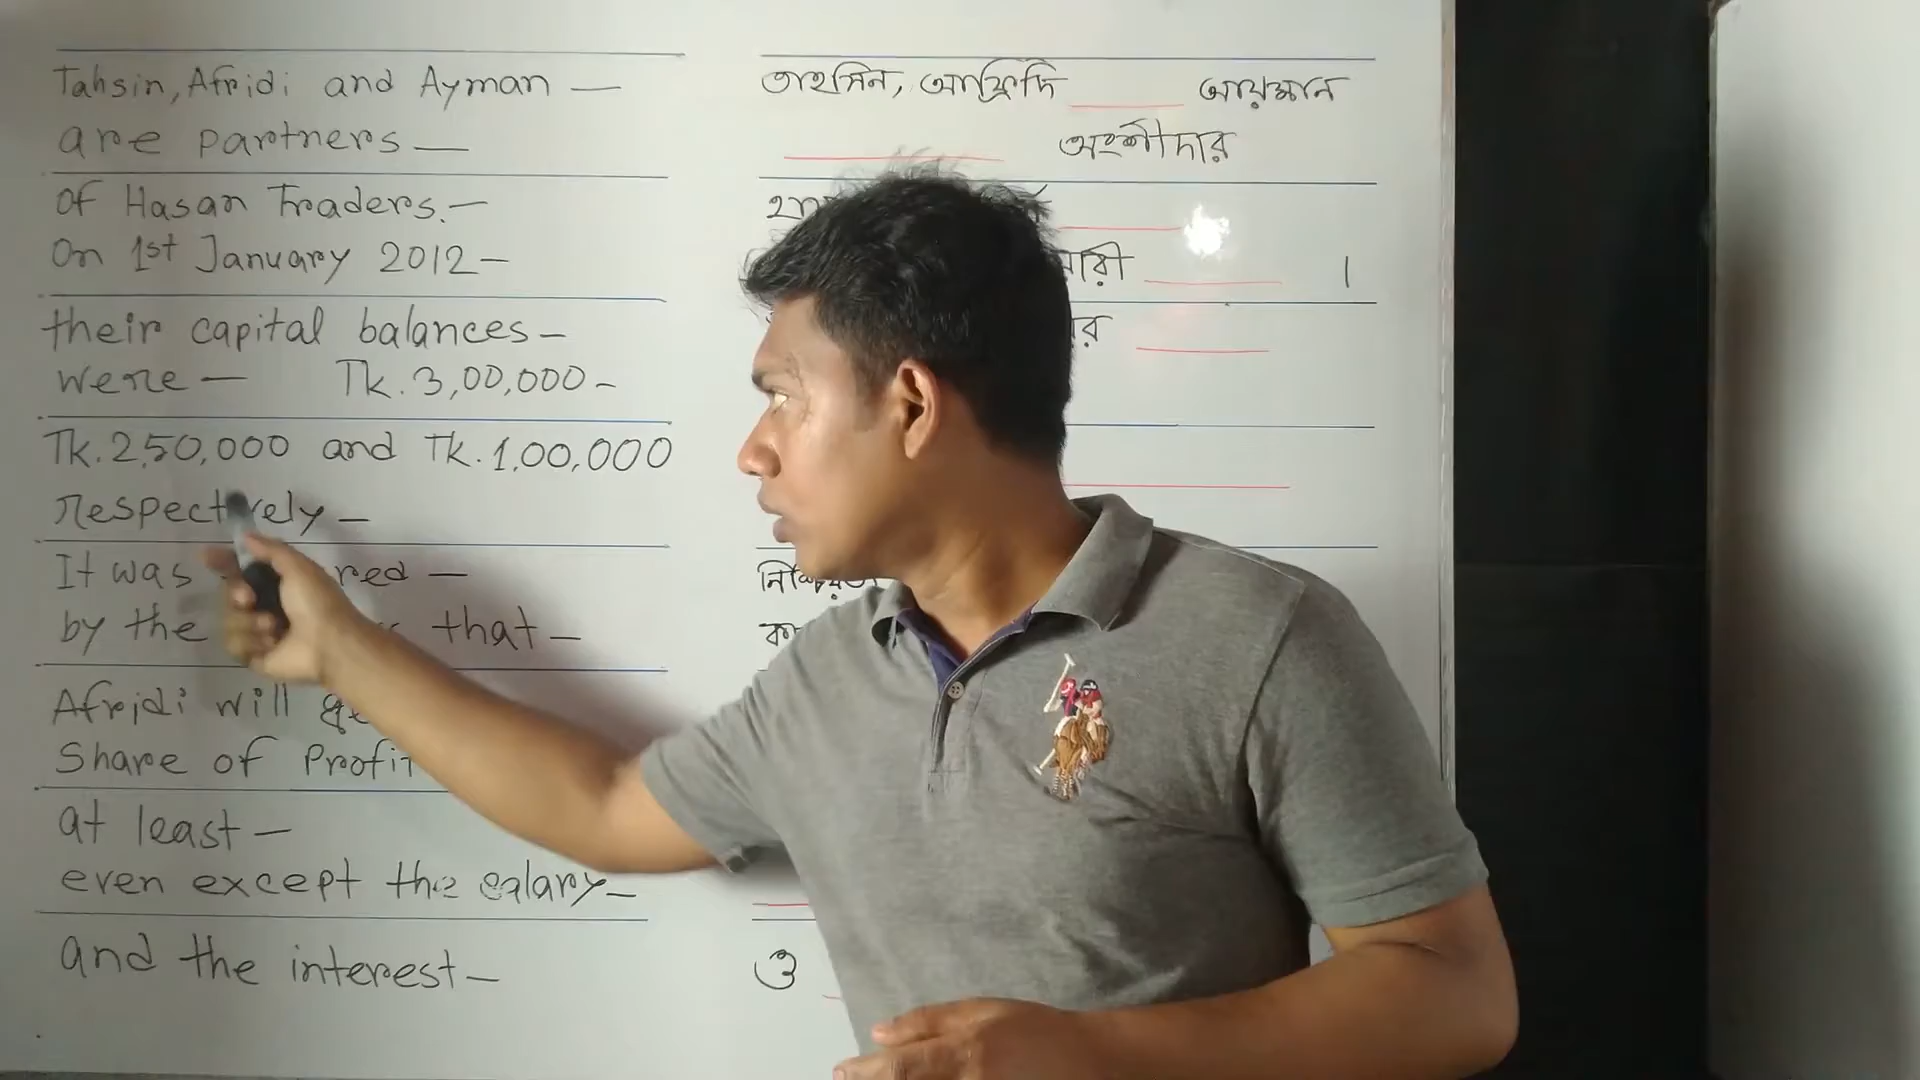 Tahsin, Afridi and Ayman —
are partners —
of Hasan Traders. —
On 1st January 2012 —
their capital balances —
were — Tk. 3,00,000 -
Tk. 2,50,000 and Tk. 1,00,000
respectively —
It was
by the that —
Afridi will
Share of Profit
at least —
even except the salary —
and the interest —
তাহসিন, আফ্রিদি আয়মান
অংশীদার
।
ও